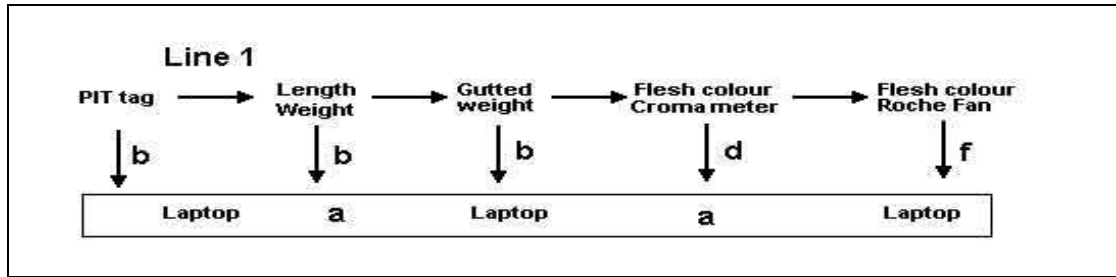 Line 1
PIT tag
Length
Weight
Gutted
weight
Flesh colour
Croma meter
Flesh colour
Roche Fan
b
b
b
d
f
Laptop a Laptop a Laptop